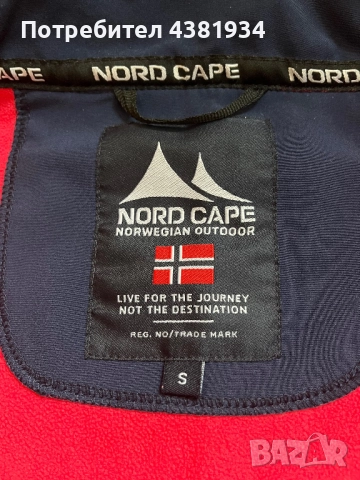 Потребител 4381934
NORD CAPE NORD CAPE NORD CAPE
NORD CAPE
NORWEGIAN OUTDOOR
LIVE FOR THE JOURNEY
NOT THE DESTINATION
REG. NO/TRADE MARK
S
BAZAR